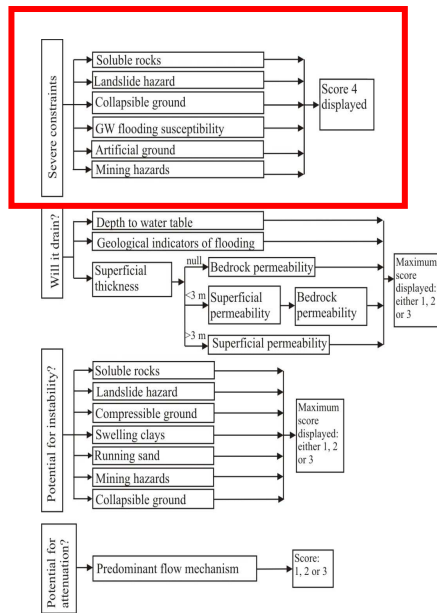 Severe constraints
Soluble rocks
Landslide hazard
Collapsible ground
GW flooding susceptibility
Artificial ground
Mining hazards
Score 4
displayed
Will it drain?
Depth to water table
Geological indicators of flooding
Superficial
thickness
null
Bedrock permeability
<3 m
Superficial
permeability
Bedrock
permeability
>3 m
Superficial permeability
Maximum
score
displayed:
either 1, 2
or 3
Potential for instability?
Soluble rocks
Landslide hazard
Compressible ground
Swelling clays
Running sand
Mining hazards
Collapsible ground
Maximum
score
displayed:
either 1, 2
or 3
Potential for
attenuation?
Predominant flow mechanism
Score:
1, 2 or 3